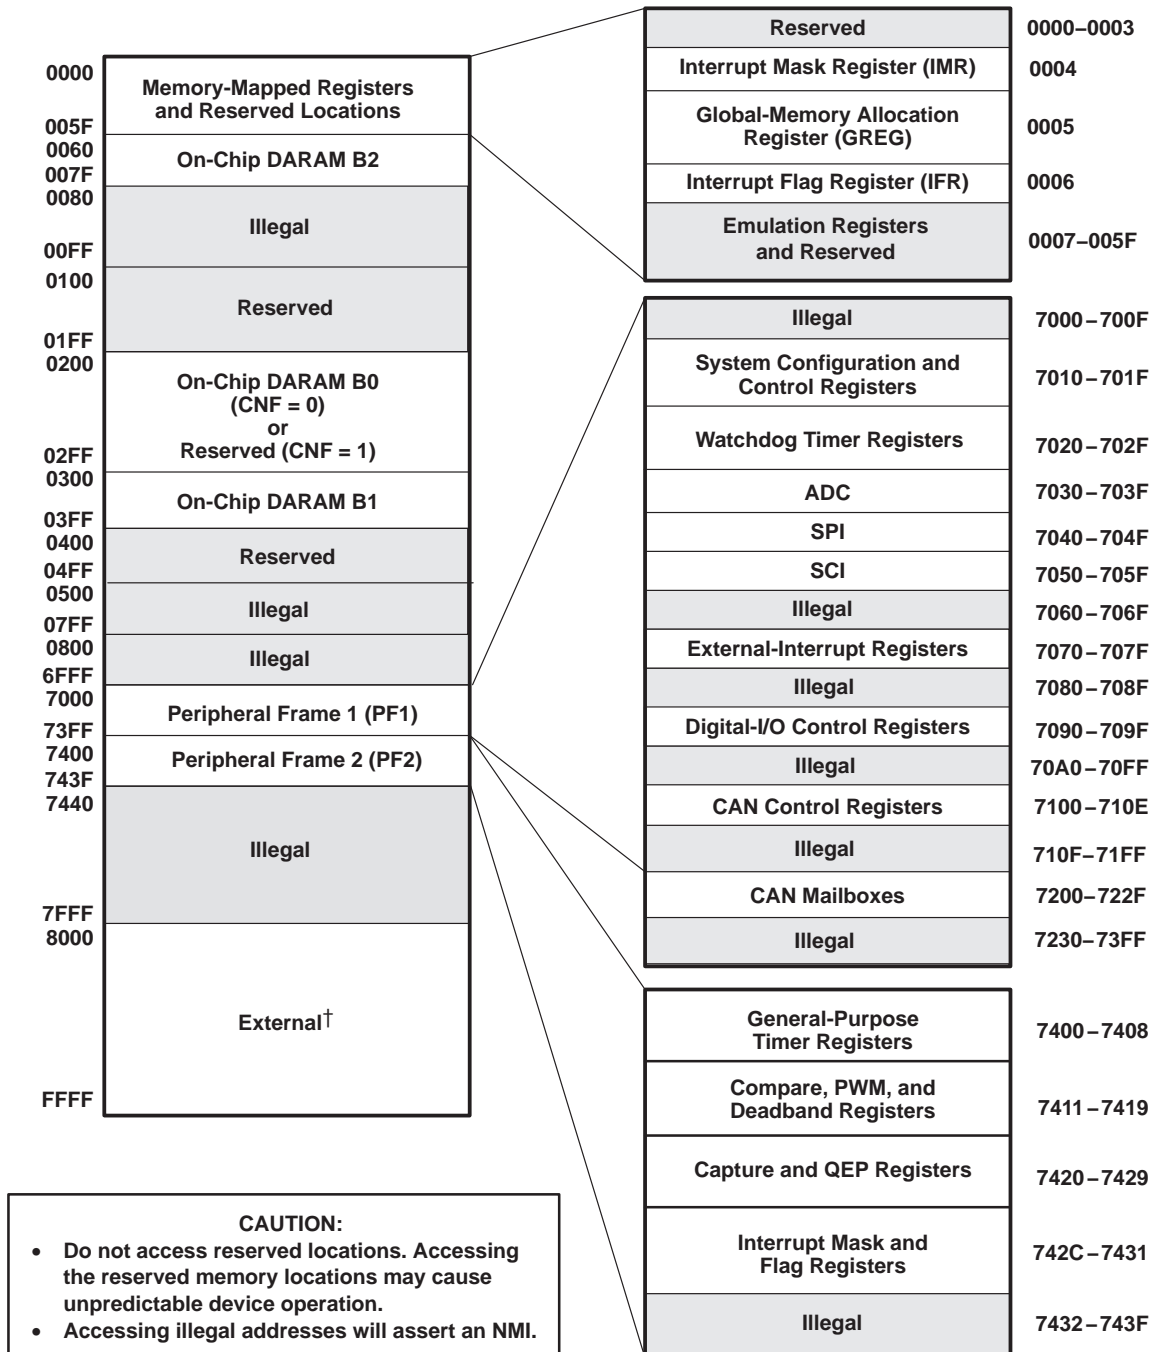 0000
Memory-Mapped Registers
and Reserved Locations
005F
0060
On-Chip DARAM B2
007F
0080
Illegal
00FF
0100
Reserved
01FF
0200
On-Chip DARAM B0
(CNF = 0)
or
Reserved (CNF = 1)
02FF
0300
On-Chip DARAM B1
03FF
0400
Reserved
04FF
0500
Illegal
07FF
0800
Illegal
6FFF
7000
Peripheral Frame 1 (PF1)
73FF
7400
Peripheral Frame 2 (PF2)
743F
7440
Illegal
7FFF
8000
External†
FFFF
CAUTION:
• Do not access reserved locations. Accessing
the reserved memory locations may cause
unpredictable device operation.
• Accessing illegal addresses will assert an NMI.
Reserved 0000–0003
Interrupt Mask Register (IMR) 0004
Global-Memory Allocation
Register (GREG) 0005
Interrupt Flag Register (IFR) 0006
Emulation Registers
and Reserved 0007–005F
Illegal 7000–700F
System Configuration and
Control Registers 7010–701F
Watchdog Timer Registers 7020–702F
ADC 7030–703F
SPI 7040–704F
SCI 7050–705F
Illegal 7060–706F
External-Interrupt Registers 7070–707F
Illegal 7080–708F
Digital-I/O Control Registers 7090–709F
Illegal 70A0–70FF
CAN Control Registers 7100–710E
Illegal 710F–71FF
CAN Mailboxes 7200–722F
Illegal 7230–73FF
General-Purpose
Timer Registers 7400–7408
Compare, PWM, and
Deadband Registers 7411–7419
Capture and QEP Registers 7420–7429
Interrupt Mask and
Flag Registers 742C–7431
Illegal 7432–743F